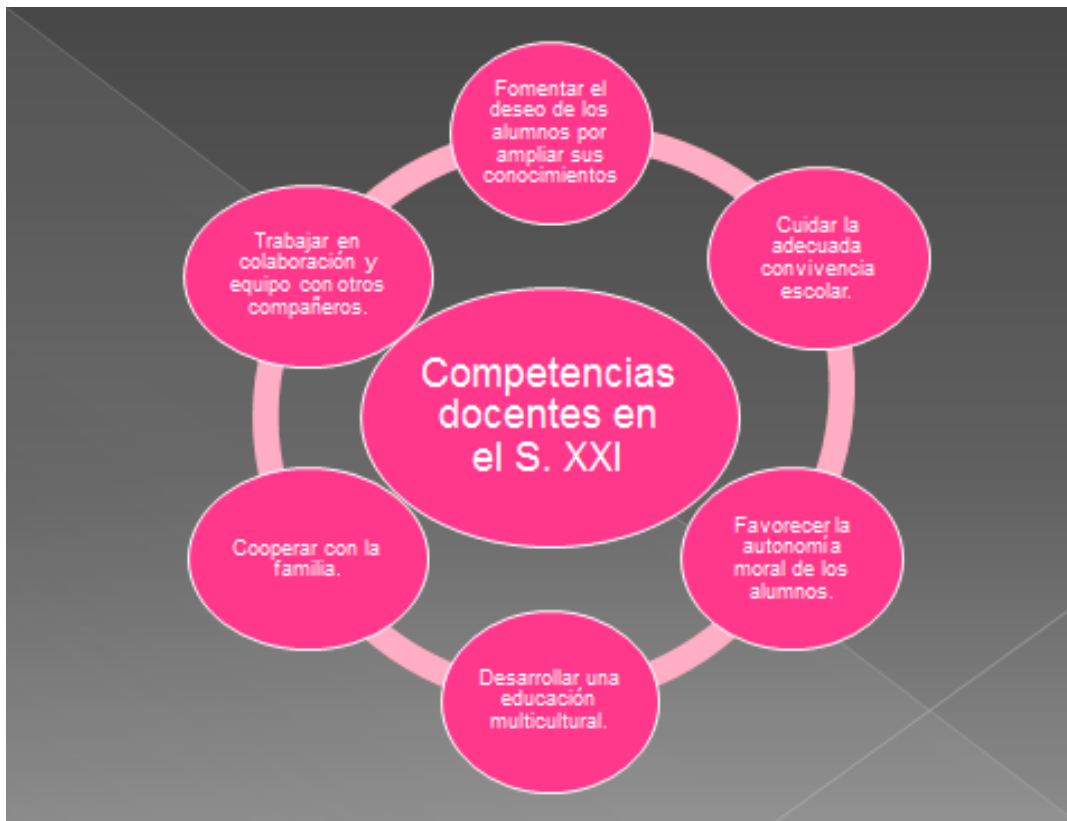 Fomentar el
deseo de los
alumnos por
ampliar sus
conocimientos
Cuidar la
adecuada
convivencia
escolar.
Favorecer la
autonomía
moral de los
alumnos.
Desarrollar una
educación
multicultural.
Cooperar con la
familia.
Trabajar en
colaboración y
equipo con otros
compañeros.
Competencias
docentes en
el S. XXI